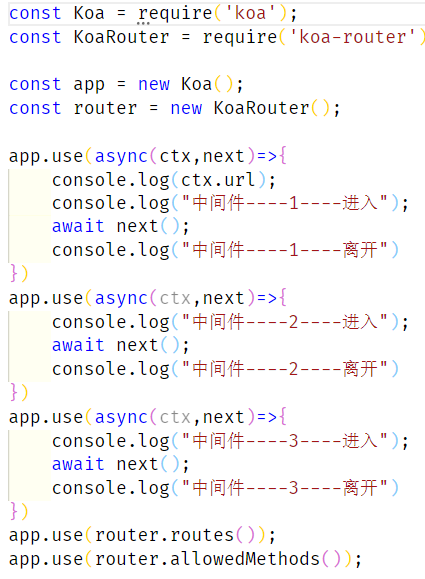 const Koa = require('koa');
const KoaRouter = require('koa-router')
const app = new Koa();
const router = new KoaRouter();
app.use(async(ctx,next)=>{
    console.log(ctx.url);
    console.log("中间件----1----进入");
    await next();
    console.log("中间件----1----离开")
})
app.use(async(ctx,next)=>{
    console.log("中间件----2----进入");
    await next();
    console.log("中间件----2----离开")
})
app.use(async(ctx,next)=>{
    console.log("中间件----3----进入");
    await next();
    console.log("中间件----3----离开")
})
app.use(router.routes());
app.use(router.allowedMethods());